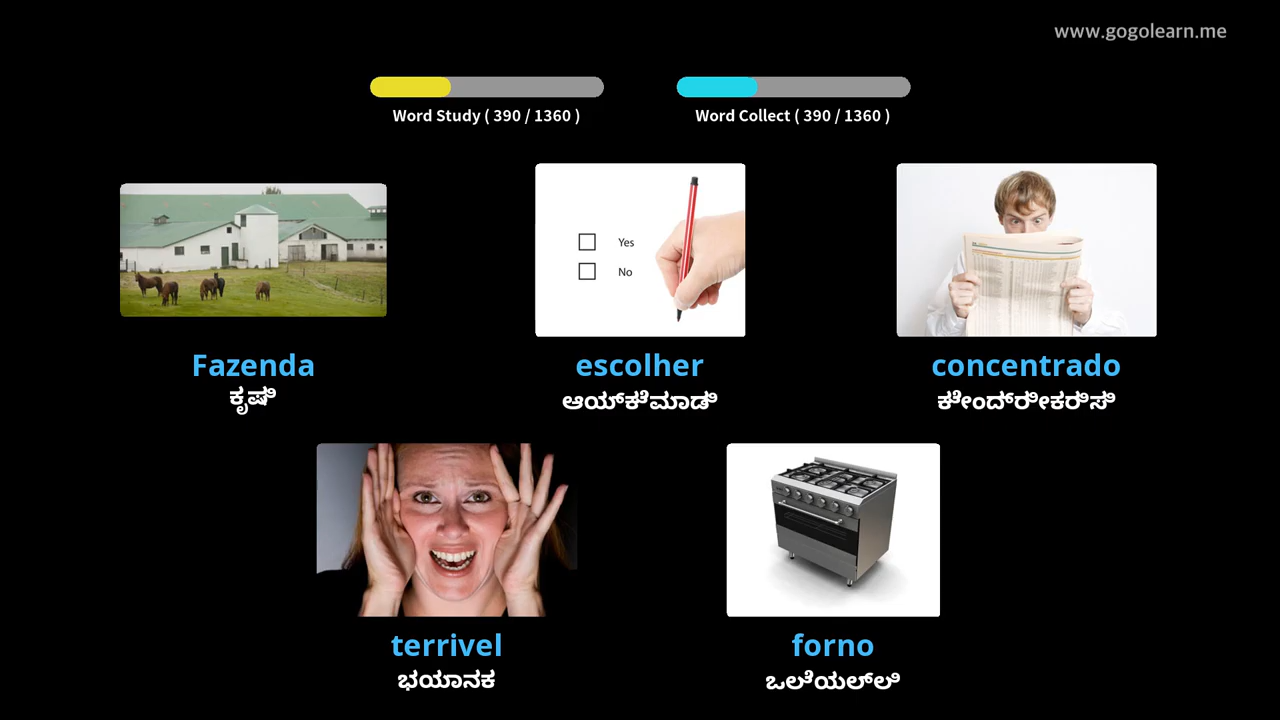 www.gogolearn.me
Word Study ( 390 / 1360 )
Word Collect ( 390 / 1360 )
Yes
No
Fazenda
escolher
concentrado
ಕೃಷಿ
ಆಯ್ಕೆಮಾಡಿ
ಕೇಂದ್ರೀಕರಿಸಿ
terrivel
forno
ಭಯಾನಕ
ಒಲೆಯಲ್ಲಿ